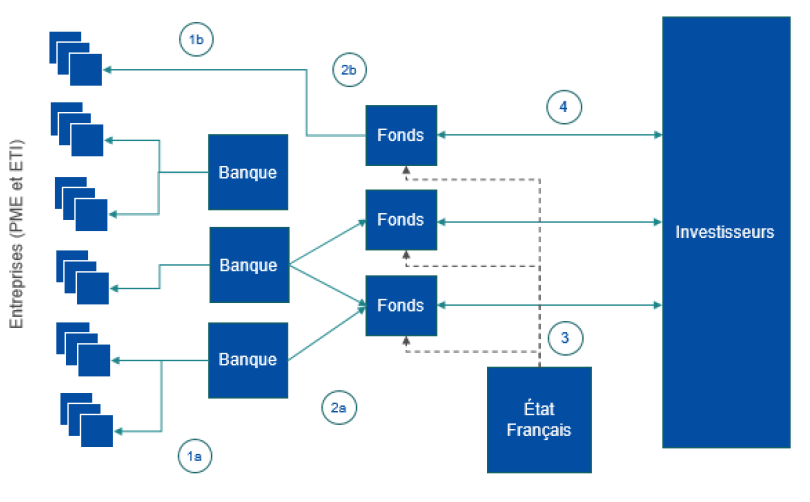 1b
2b
4
Fonds
Banque
Fonds
Investisseurs
Banque
Fonds
3
Banque
2a
État
Français
1a
Entreprises (PME et ETI)